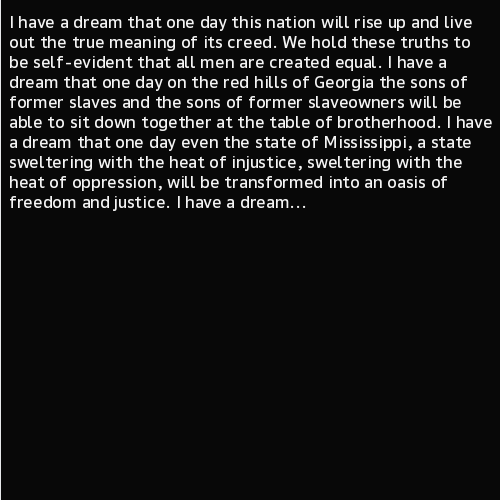 I have a dream that one day this nation will rise up and live
out the true meaning of its creed. We hold these truths to
be self-evident that all men are created equal. I have a
dream that one day on the red hills of Georgia the sons of
former slaves and the sons of former slaveowners will be
able to sit down together at the table of brotherhood. I have
a dream that one day even the state of Mississippi, a state
sweltering with the heat of injustice, sweltering with the
heat of oppression, will be transformed into an oasis of
freedom and justice. I have a dream...